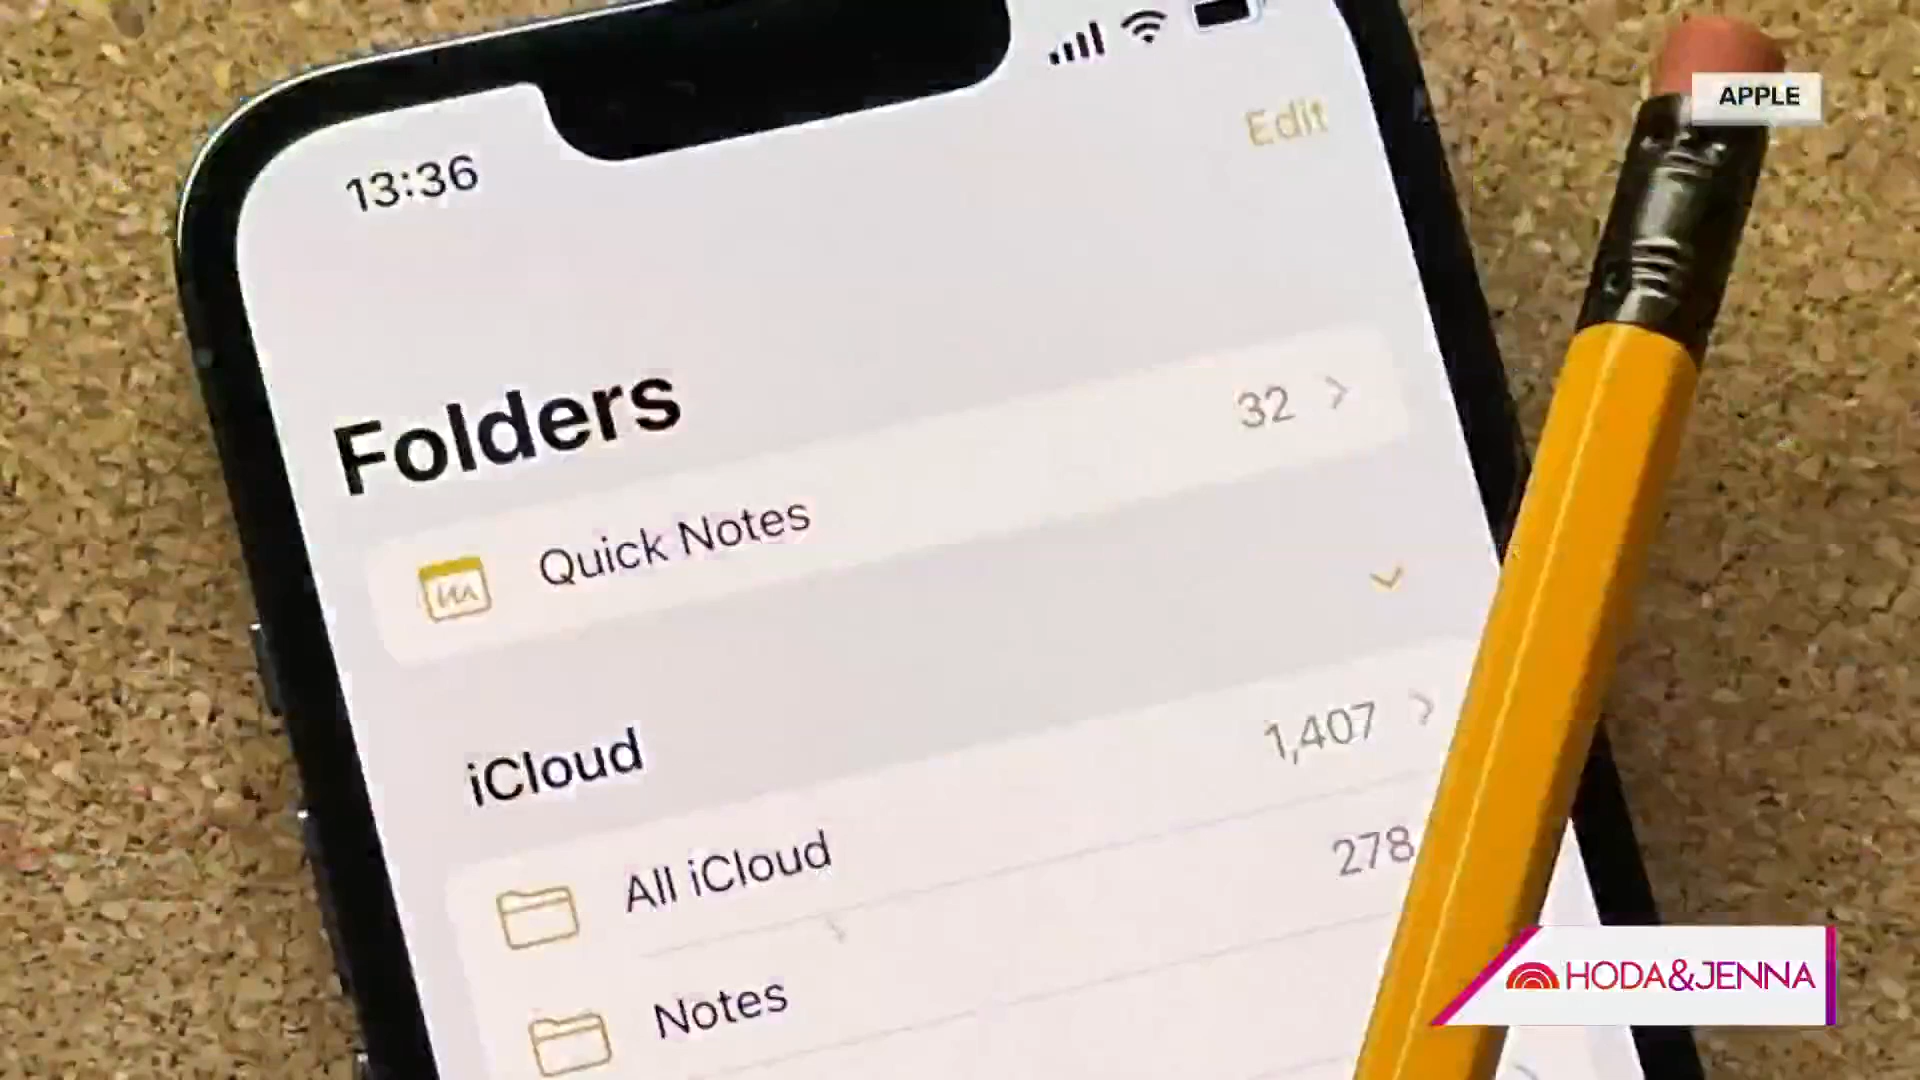 APPLE
13:36
Edit
Folders
Quick Notes 32
iCloud
All iCloud 1,407
Notes 278
HODA&JENNA